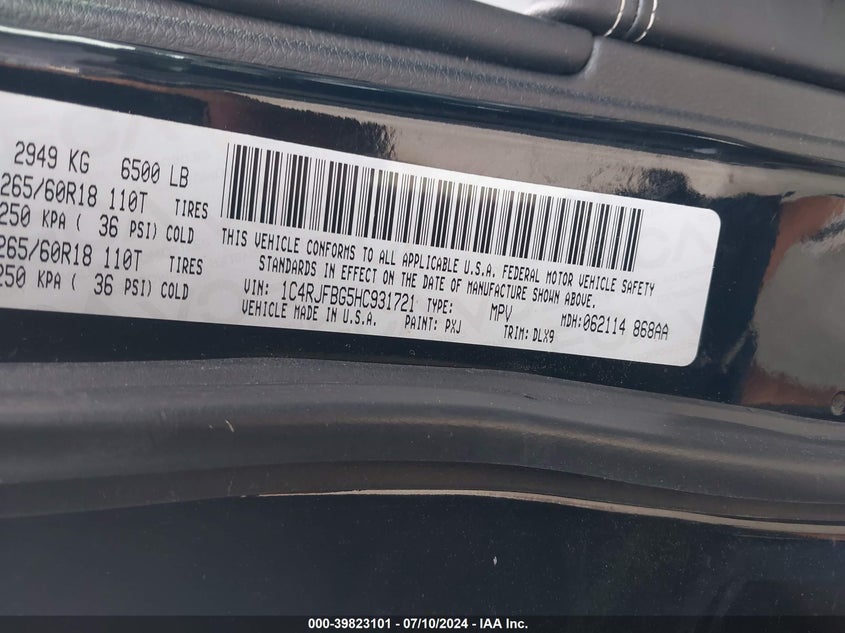 2949 KG 6500 LB
265/60R18 110T TIRES
250 KPA ( 36 PSI) COLD
265/60R18 110T TIRES
250 KPA ( 36 PSI) COLD
THIS VEHICLE CONFORMS TO ALL APPLICABLE U.S.A. FEDERAL MOTOR VEHICLE SAFETY
STANDARDS IN EFFECT ON THE DATE OF MANUFACTURE SHOWN ABOVE.
VIN: 1C4RJFBG5HC931721 TYPE: MPV MDH:062114 868AA
VEHICLE MADE IN U.S.A. PAINT: PXJ TRIM: DLX9
000-39823101 / 07/10/2024 - IAA Inc.